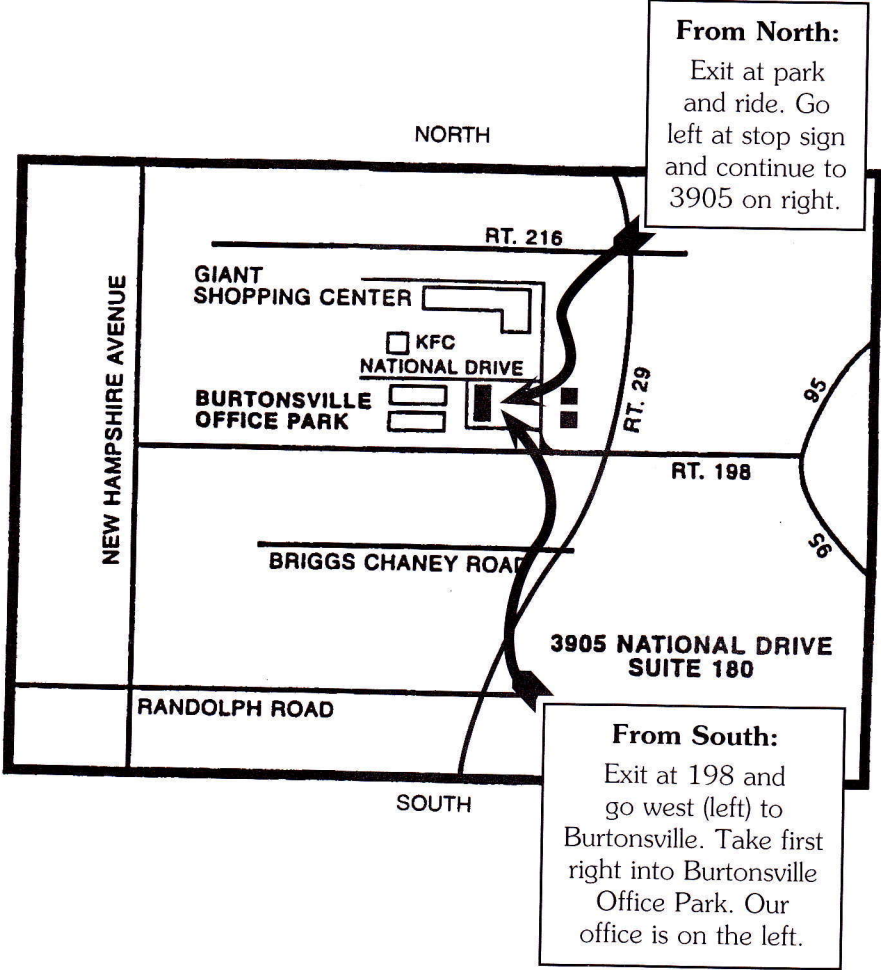 From North:
Exit at park
and ride. Go
left at stop sign
and continue to
3905 on right.
NORTH
RT. 216
GIANT
SHOPPING CENTER
KFC
NATIONAL DRIVE
BURTONSVILLE
OFFICE PARK
NEW HAMPSHIRE AVENUE
RT. 29
95
RT. 198
95
BRIGGS CHANEY ROAD
3905 NATIONAL DRIVE
SUITE 180
RANDOLPH ROAD
SOUTH
From South:
Exit at 198 and
go west (left) to
Burtonsville. Take first
right into Burtonsville
Office Park. Our
office is on the left.